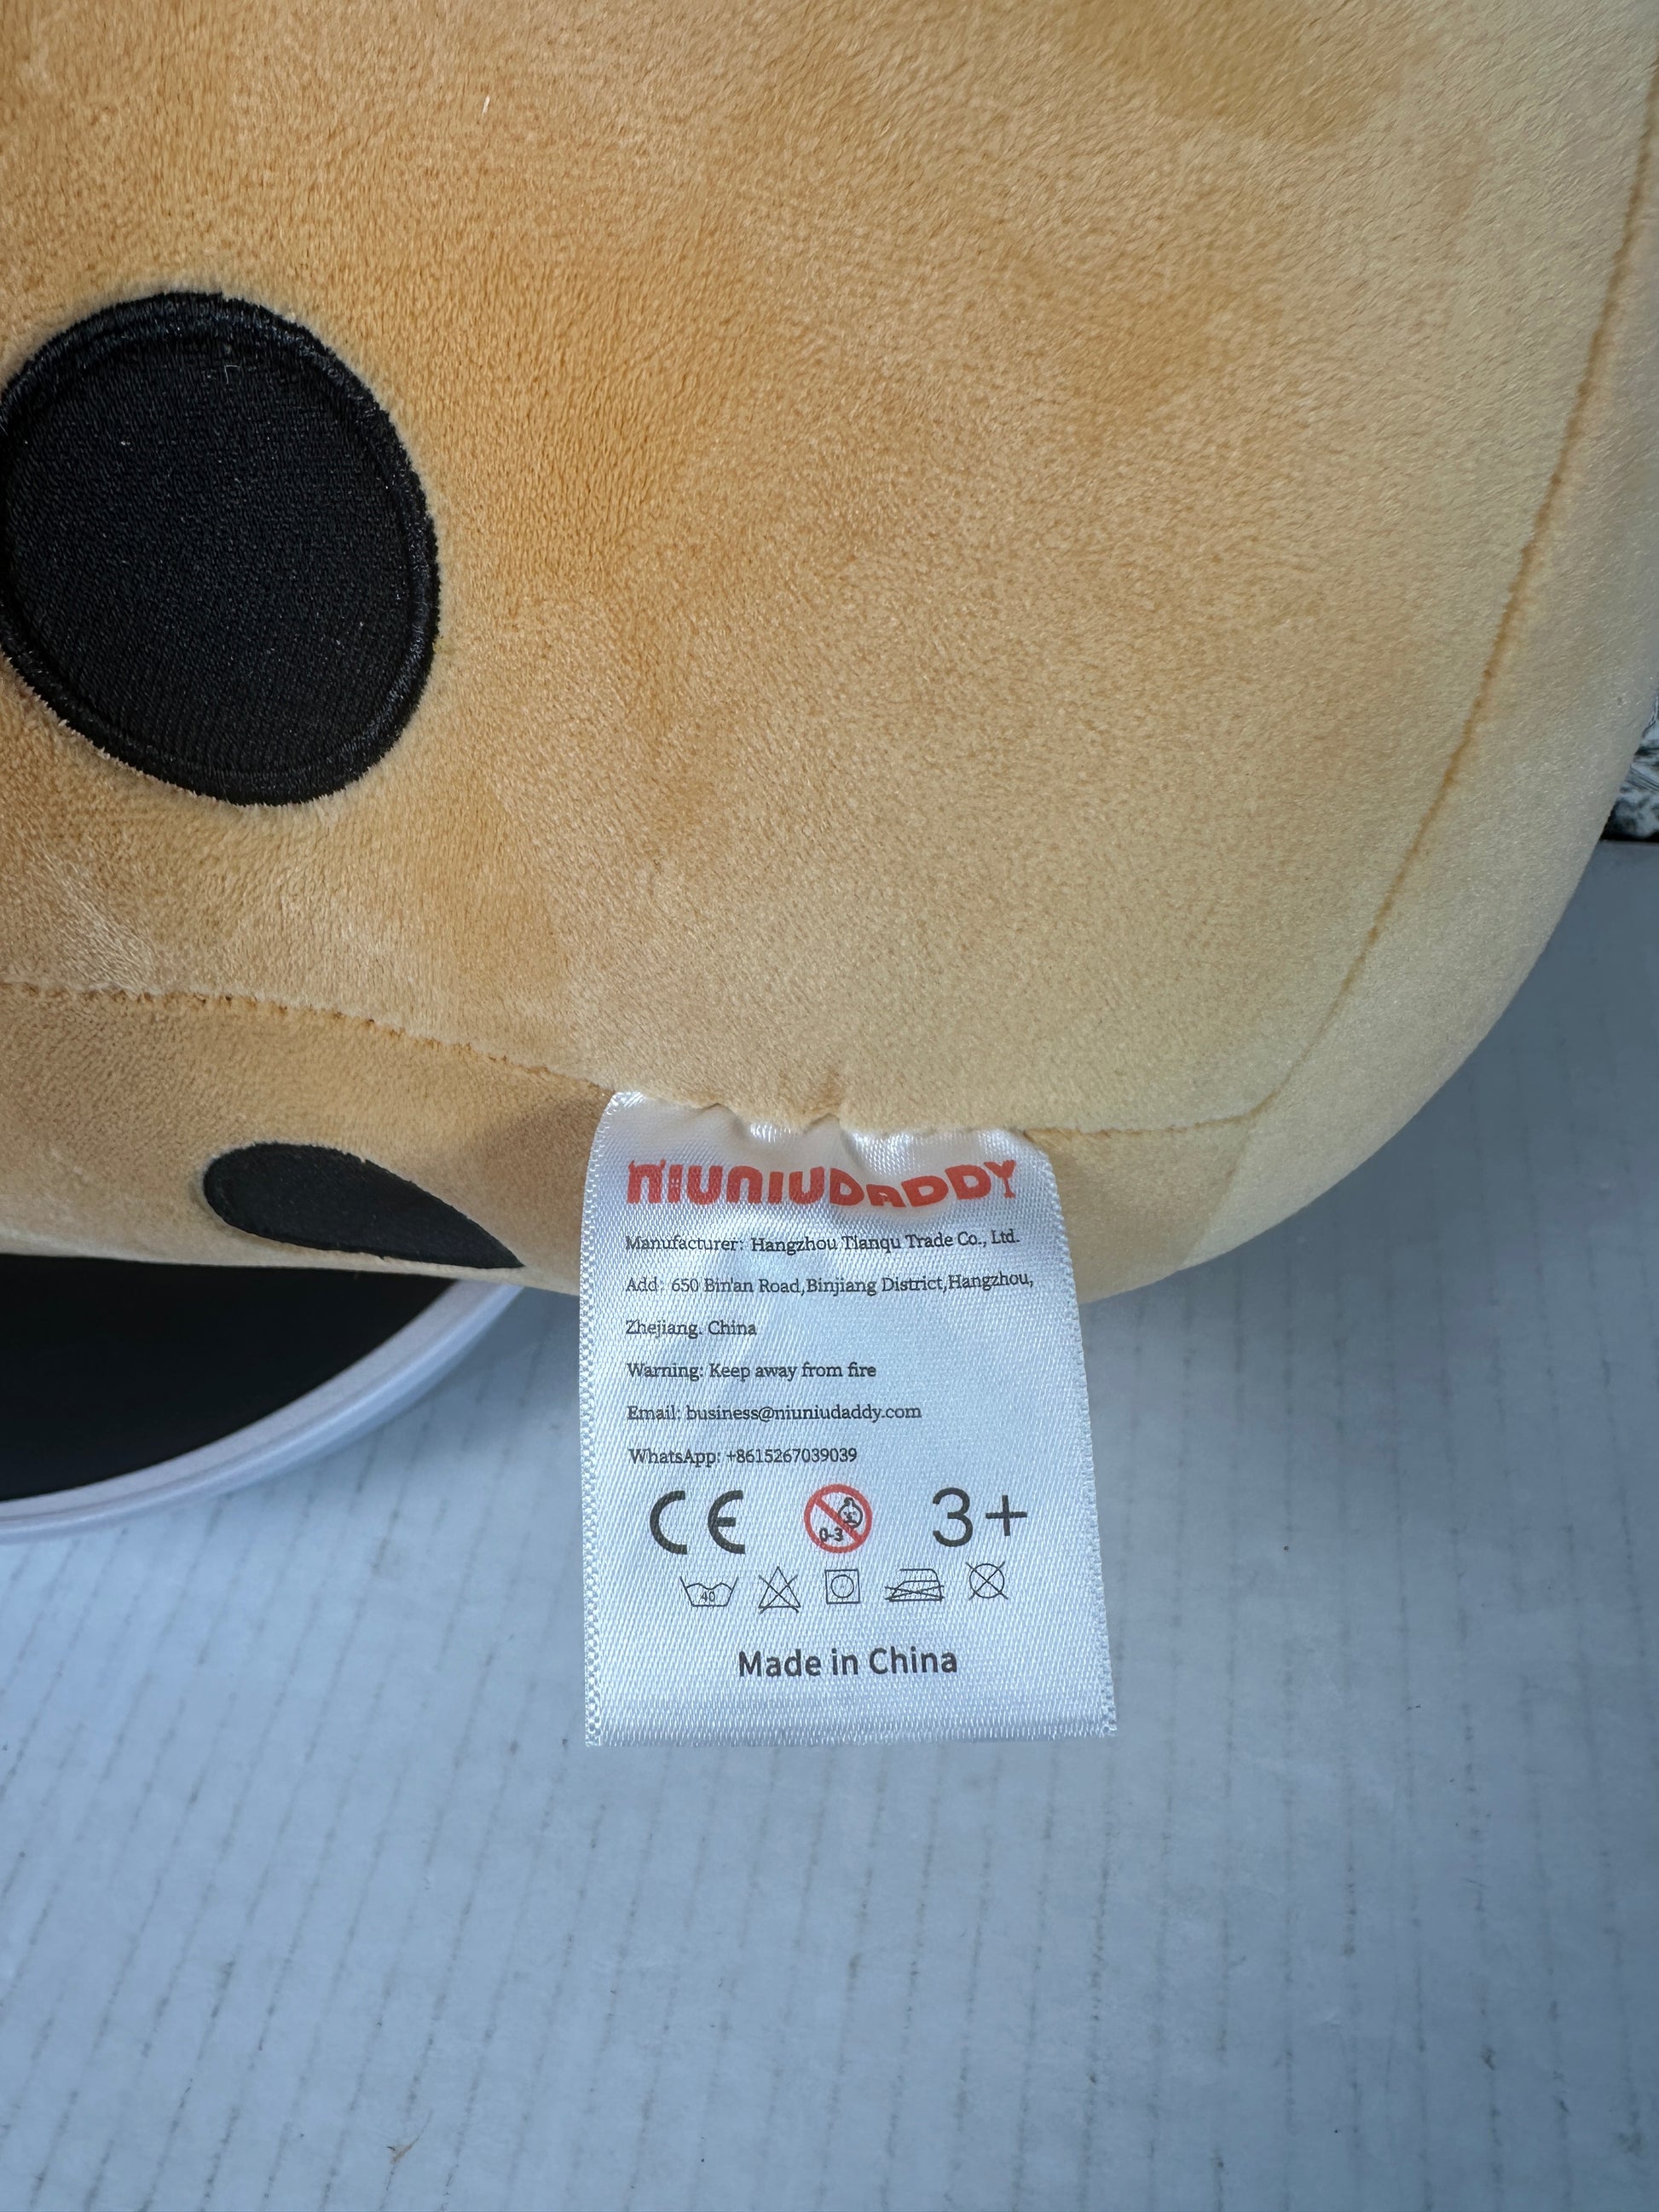 NIUNIUDADDY
Manufacturer: Hangzhou Tianqu Trade Co., Ltd.
Add: 650 Bin'an Road,Binjiang District,Hangzhou,
Zhejiang. China
Warning: Keep away from fire
Email: business@niuniudaddy.com
WhatsApp: +8615267039039
CE 0-3 3+
40
Made in China